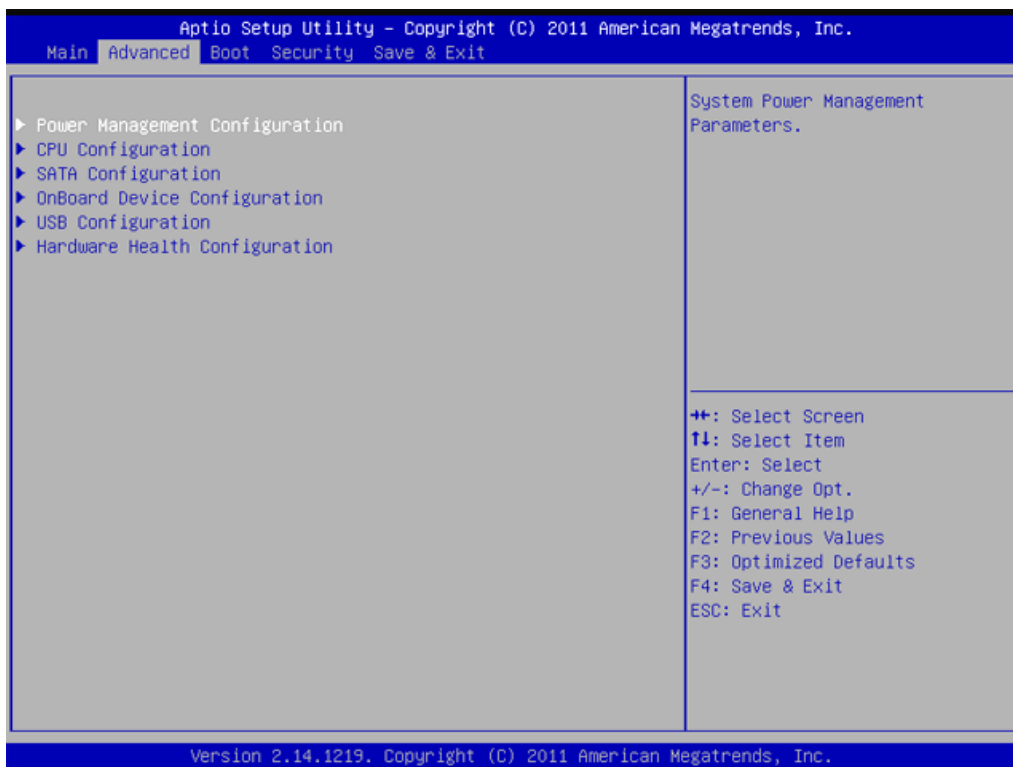 Aptio Setup Utility – Copyright (C) 2011 American Megatrends, Inc.
Main Advanced Boot Security Save & Exit
▶ Power Management Configuration
▶ CPU Configuration
▶ SATA Configuration
▶ OnBoard Device Configuration
▶ USB Configuration
▶ Hardware Health Configuration
System Power Management
Parameters.
→←: Select Screen
↑↓: Select Item
Enter: Select
+/-: Change Opt.
F1: General Help
F2: Previous Values
F3: Optimized Defaults
F4: Save & Exit
ESC: Exit
Version 2.14.1219. Copyright (C) 2011 American Megatrends, Inc.